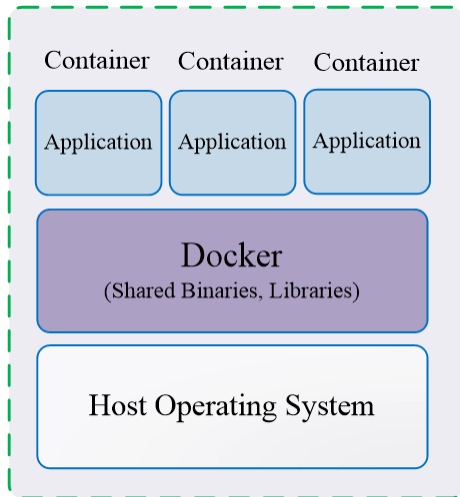 Container Container Container
Application Application Application
Docker
(Shared Binaries, Libraries)
Host Operating System